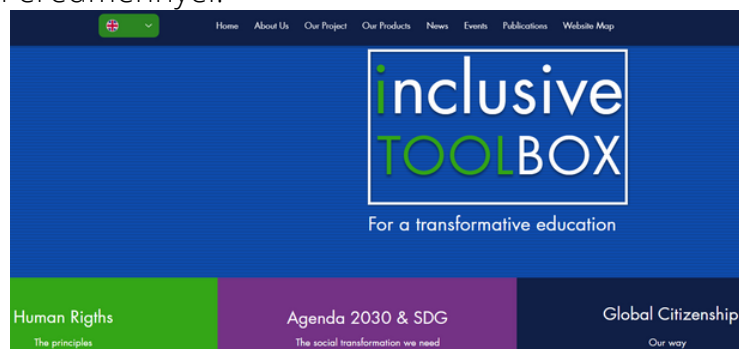 Home About Us Our Project Our Products News Events Publications Website Map
inclusive
TOOLBOX
For a transformative education
Human Rigths Agenda 2030 & SDG Global Citizenship
The principles The social transformation we need Our way